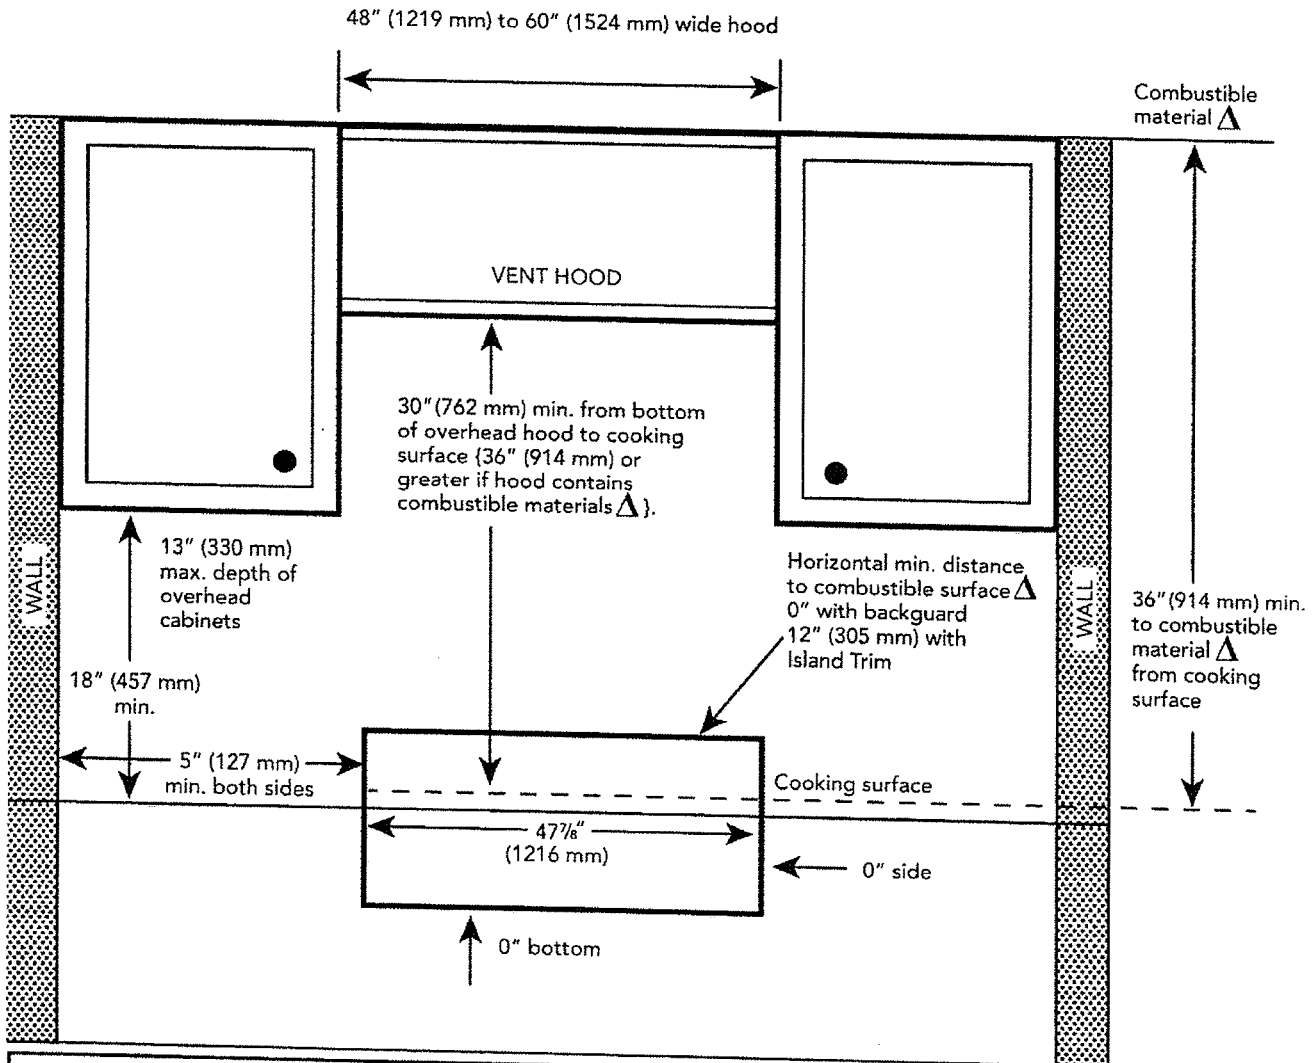 48" (1219 mm) to 60" (1524 mm) wide hood
Combustible
material Δ
VENT HOOD
30" (762 mm) min. from bottom
of overhead hood to cooking
surface {36" (914 mm) or
greater if hood contains
combustible materials Δ }.
13" (330 mm)
max. depth of
overhead
cabinets
WALL
Horizontal min. distance
to combustible surface Δ
0" with backguard
12" (305 mm) with
Island Trim
WALL
36" (914 mm) min.
to combustible
material Δ
from cooking
surface
18" (457 mm)
min.
5" (127 mm)
min. both sides
Cooking surface
47⅞"
(1216 mm)
0" side
0" bottom